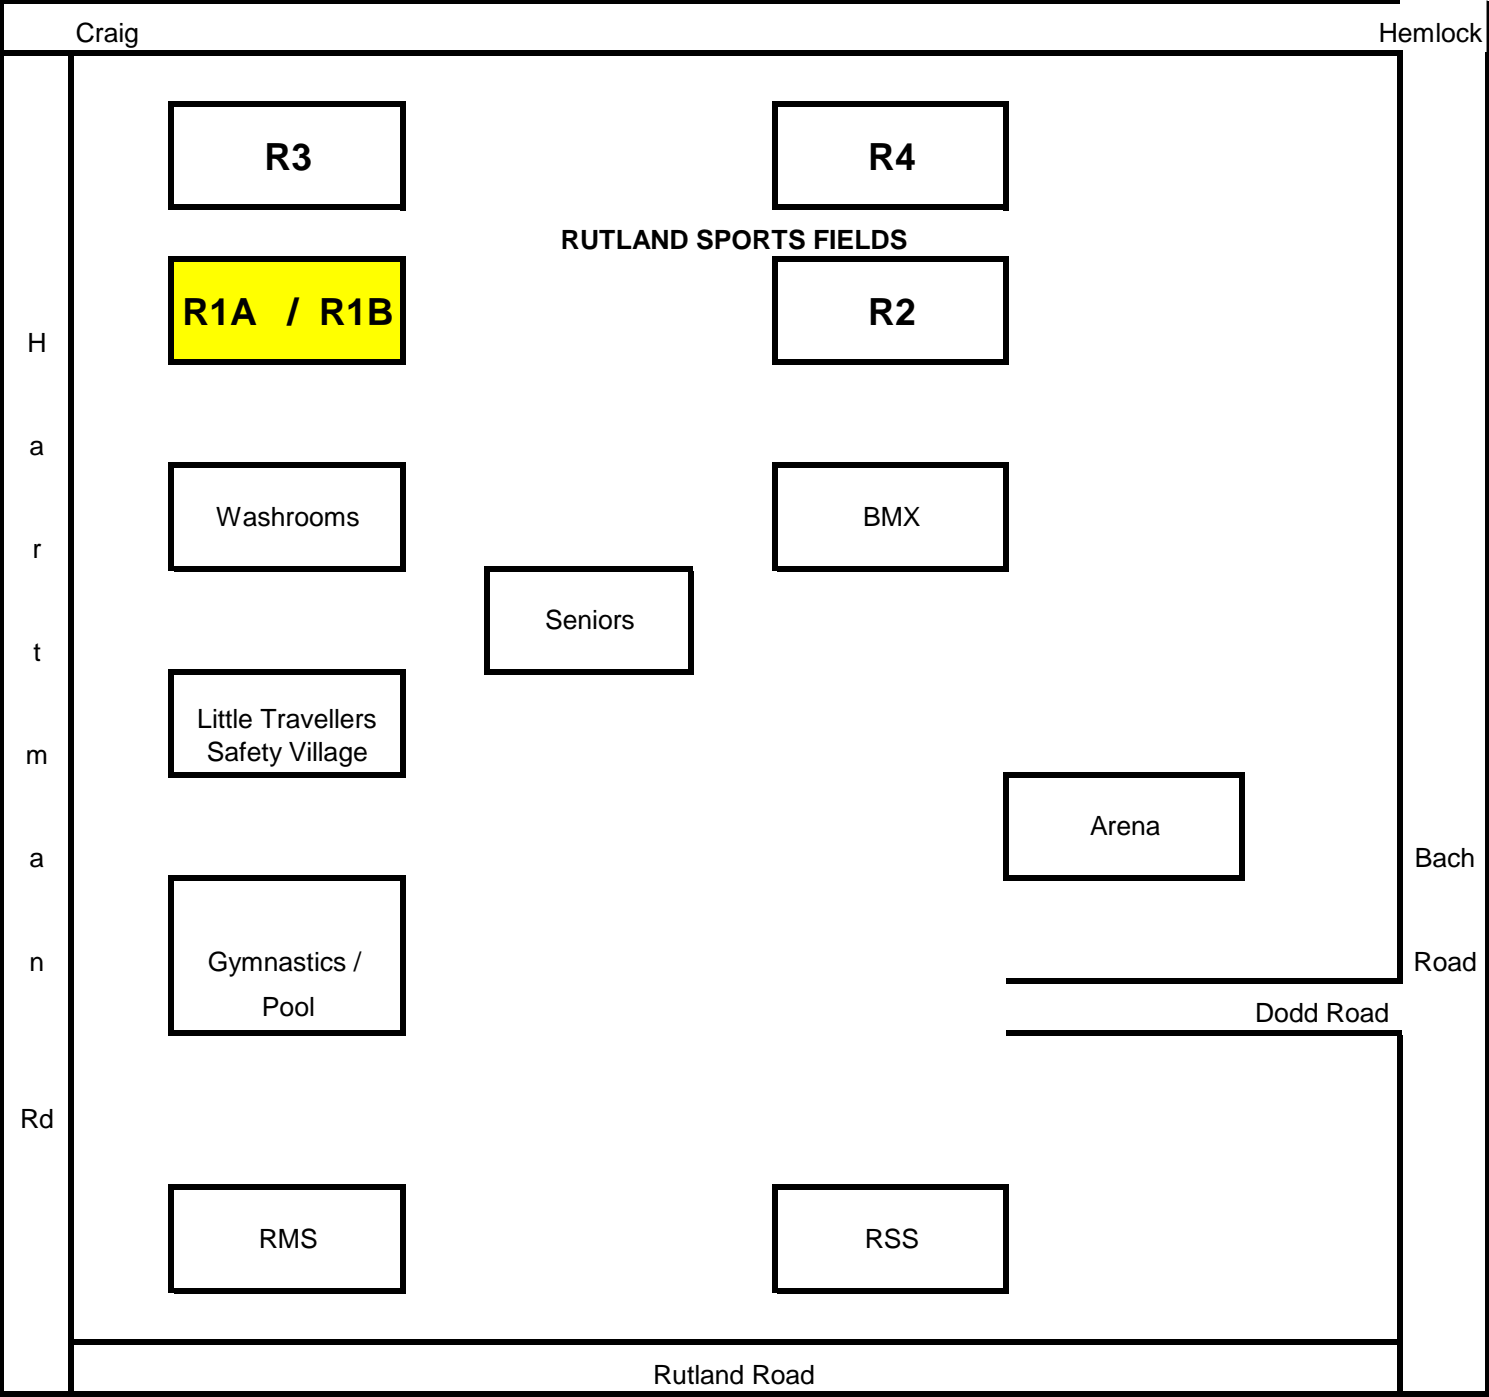 Craig
Hemlock
R3
R4
RUTLAND SPORTS FIELDS
R1A / R1B
R2
H
a
r
t
m
a
n
Rd
Washrooms
BMX
Seniors
Little Travellers
Safety Village
Arena
Bach
Road
Gymnastics /
Pool
Dodd Road
RMS
RSS
Rutland Road